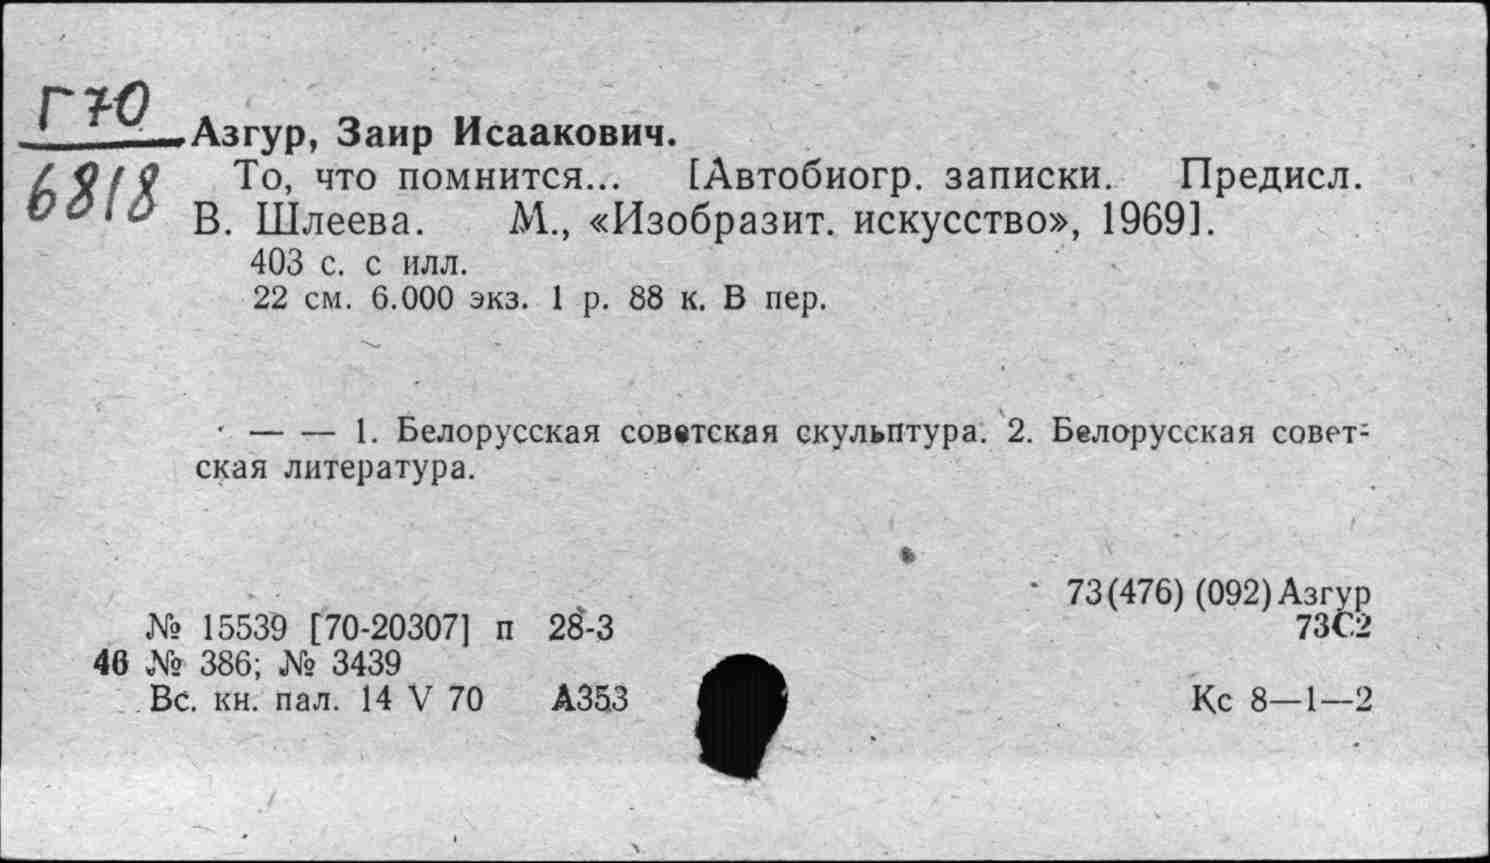 Г70
6818
Азгур, Заир Исаакович.
То, что помнится... [Автобиогр. записки. Предисл.
В. Шлеева. М., «Изобразит. искусство», 1969].
403 с. с илл.
22 см. 6.000 экз. 1 р. 88 к. В пер.
— — 1. Белорусская советская скульптура. 2. Белорусская совет-
ская литература.
73(476)(092)Азгур
№ 15539 [70-20307] п 28-3 73С2
46 № 386; № 3439
Вс. кн. пал. 14 V 70 А353 Кс 8—1—2